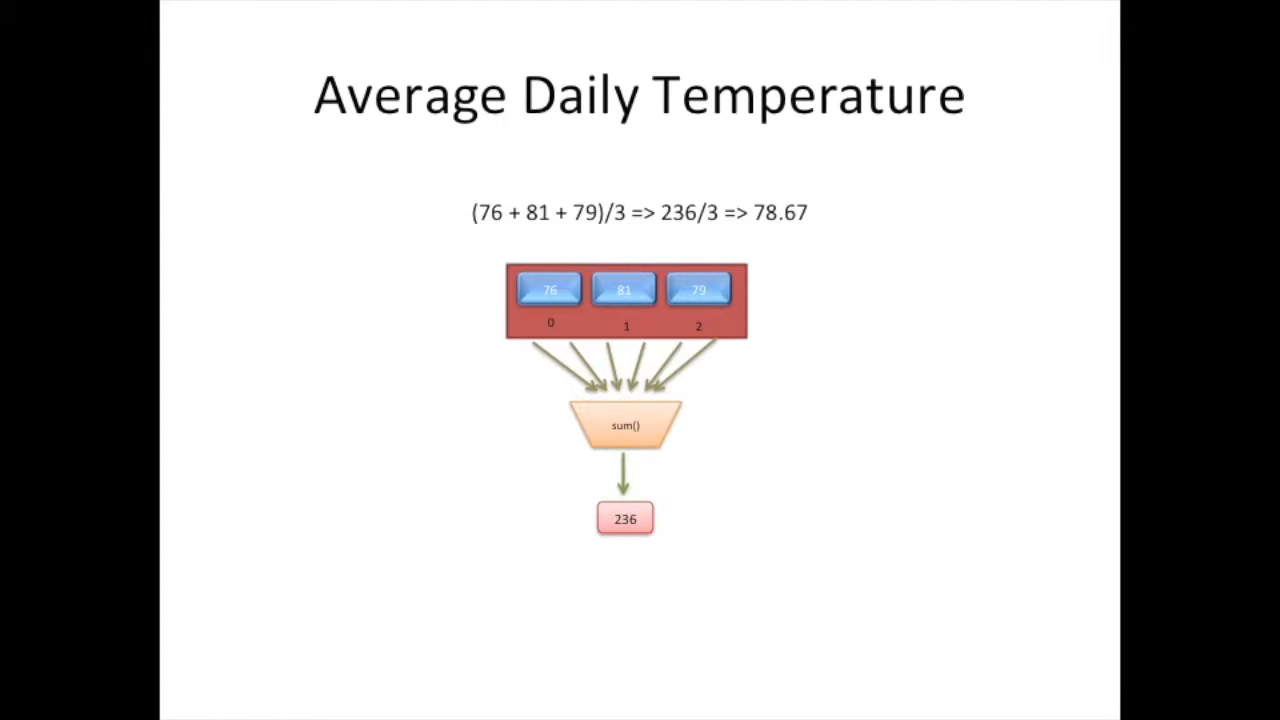 Average Daily Temperature
(76 + 81 + 79)/3 => 236/3 => 78.67
76 81 79
0 1 2
sum()
236